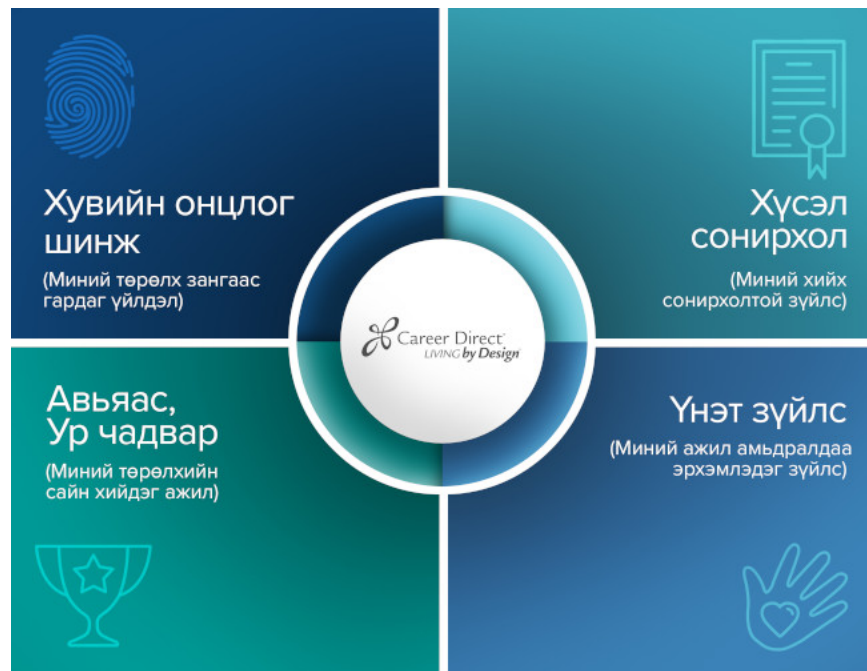 Хувийн онцлог
шинж
(Миний төрөлх зангаас
гардаг үйлдэл)
Хүсэл
сонирхол
(Миний хийх
сонирхолтой зүйлс)
Career Direct®
LIVING by Design
Авьяас,
Ур чадвар
(Миний төрөлхийн
сайн хийдэг ажил)
Үнэт зүйлс
(Миний ажил амьдралдаа
эрхэмлэдэг зүйлс)